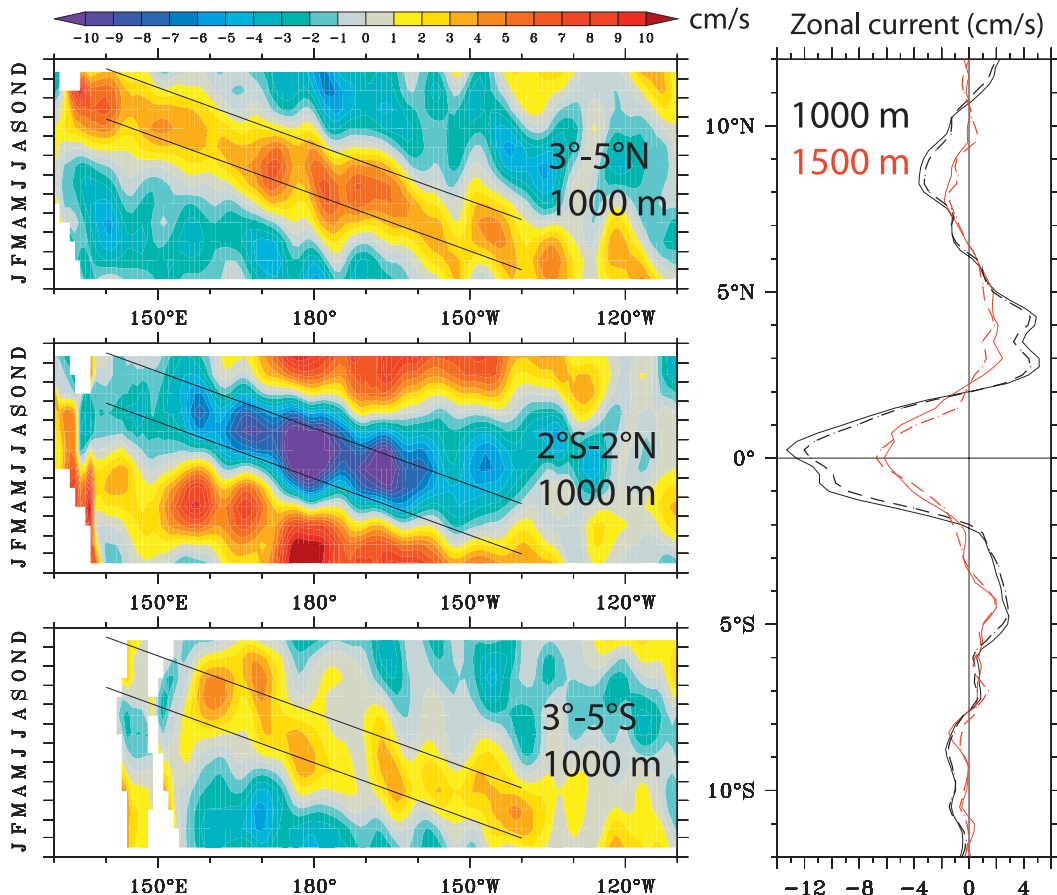 -10 -9 -8 -7 -6 -5 -4 -3 -2 -1 0 1 2 3 4 5 6 7 8 9 10
cm/s
J F M A M J J A S O N D
3°-5°N
1000 m
150°E 180° 150°W 120°W
J F M A M J J A S O N D
2°S-2°N
1000 m
150°E 180° 150°W 120°W
J F M A M J J A S O N D
3°-5°S
1000 m
150°E 180° 150°W 120°W
Zonal current (cm/s)
1000 m
1500 m
10°N
5°N
0°
5°S
10°S
-12 -8 -4 0 4